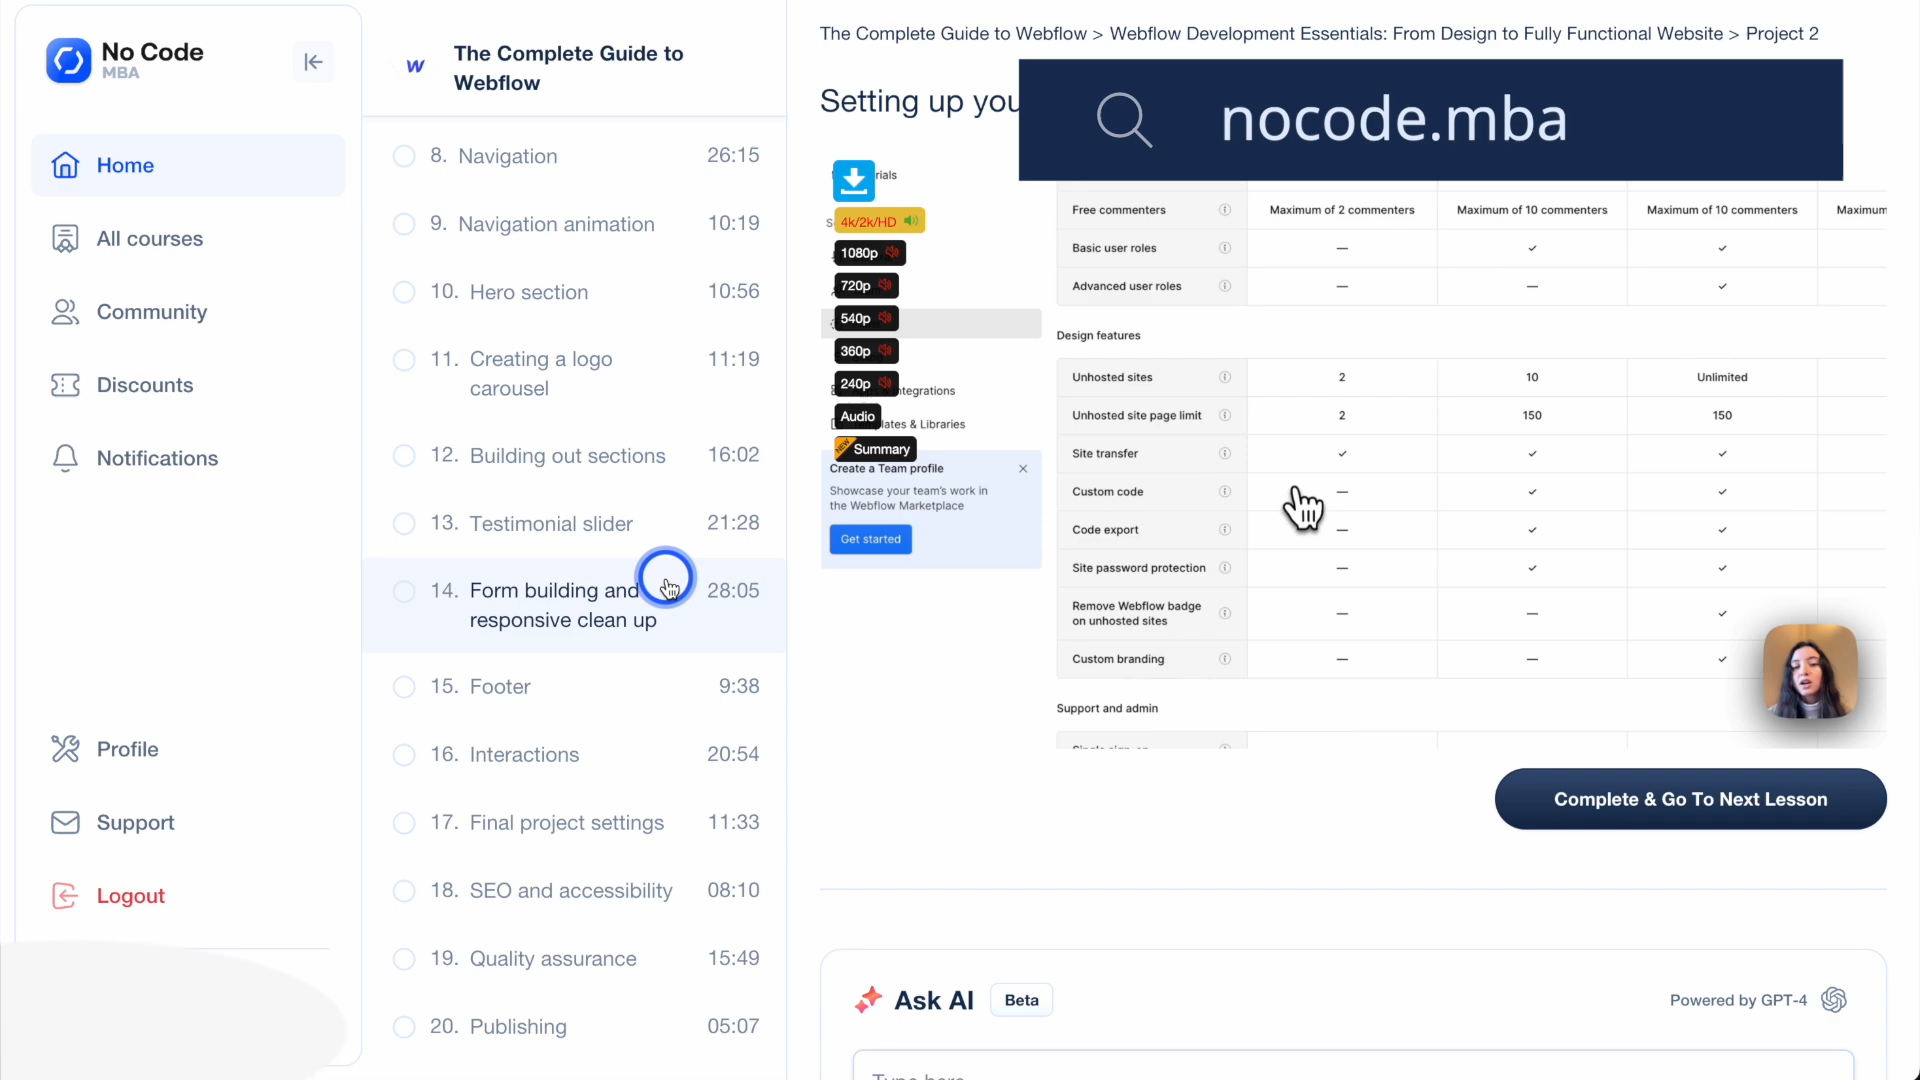 No Code
MBA
Home
All courses
Community
Discounts
Notifications
Profile
Support
Logout
w
The Complete Guide to
Webflow
8. Navigation 26:15
9. Navigation animation 10:19
10. Hero section 10:56
11. Creating a logo 11:19
carousel
12. Building out sections 16:02
13. Testimonial slider 21:28
14. Form building and 28:05
responsive clean up
15. Footer 9:38
16. Interactions 20:54
17. Final project settings 11:33
18. SEO and accessibility 08:10
19. Quality assurance 15:49
20. Publishing 05:07
The Complete Guide to Webflow > Webflow Development Essentials: From Design to Fully Functional Website > Project 2
Setting up you
nocode.mba
rials
4k/2k/HD
1080p
720p
540p
360p
240p
ntegrations
Audio
lates & Libraries
NEW
Summary
Create a Team profile
Showcase your team's work in
the Webflow Marketplace
Get started
Free commenters Maximum of 2 commenters Maximum of 10 commenters Maximum of 10 commenters Maximum
Basic user roles — ✓ ✓
Advanced user roles — — ✓
Design features
Unhosted sites 2 10 Unlimited
Unhosted site page limit 2 150 150
Site transfer ✓ ✓ ✓
Custom code — ✓ ✓
Code export — ✓ ✓
Site password protection — ✓ ✓
Remove Webflow badge
on unhosted sites — — ✓
Custom branding — — ✓
Support and admin
Complete & Go To Next Lesson
Ask AI
Beta
Powered by GPT-4
Type here